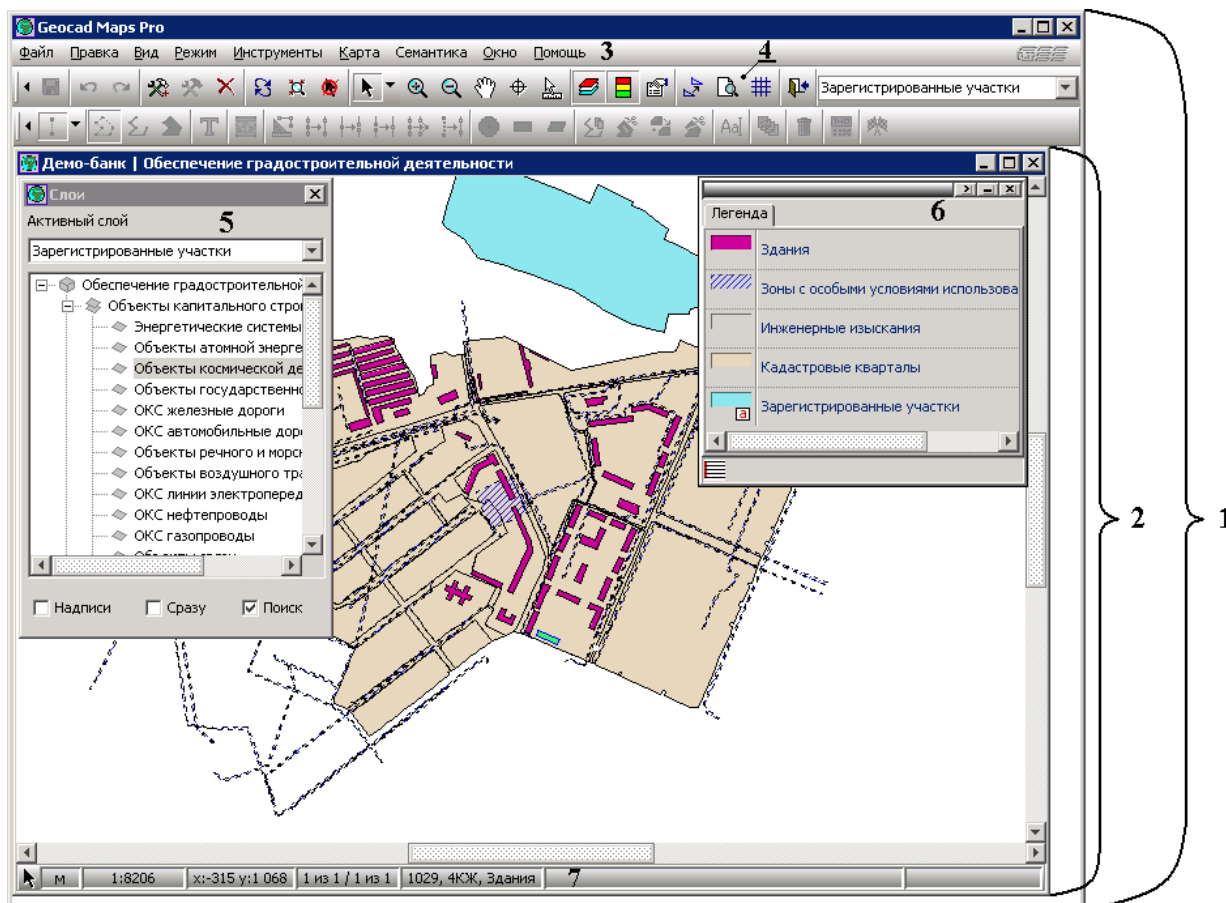 Geocad Maps Pro
Файл Правка Вид Режим Инструменты Карта Семантика Окно Помощь 3
4
Зарегистрированные участки
Демо-банк | Обеспечение градостроительной деятельности
Слои
Активный слой 5
Зарегистрированные участки
Обеспечение градостроительной
Объекты капитального строи
Энергетические системы
Объекты атомной энерге
Объекты космической де
Объекты государственно
ОКС железные дороги
ОКС автомобильные доро
Объекты речного и морск
Объекты воздушного тра
ОКС линии электроперед
ОКС нефтепроводы
ОКС газопроводы
Надписи Сразу Поиск
6
Легенда
Здания
Зоны с особыми условиями использова
Инженерные изыскания
Кадастровые кварталы
a Зарегистрированные участки
2
1
м 1:8206 x:-315 y:1 068 1 из 1 / 1 из 1 1029, 4КЖ, Здания 7